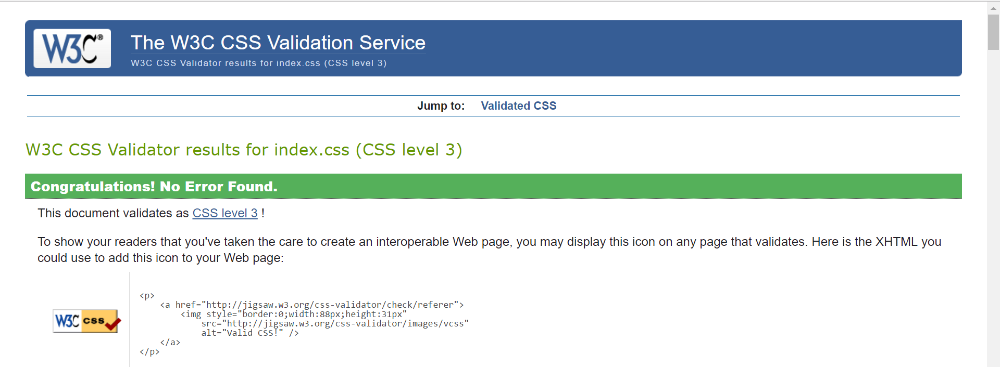 W3C®
The W3C CSS Validation Service
W3C CSS Validator results for index.css (CSS level 3)
Jump to: Validated CSS
W3C CSS Validator results for index.css (CSS level 3)
Congratulations! No Error Found.
This document validates as CSS level 3 !
To show your readers that you've taken the care to create an interoperable Web page, you may display this icon on any page that validates. Here is the XHTML you
could use to add this icon to your Web page:
W3C css
<p>
    <a href="http://jigsaw.w3.org/css-validator/check/referer">
        <img style="border:0;width:88px;height:31px"
            src="http://jigsaw.w3.org/css-validator/images/vcss"
            alt="Valid CSS!" />
    </a>
</p>